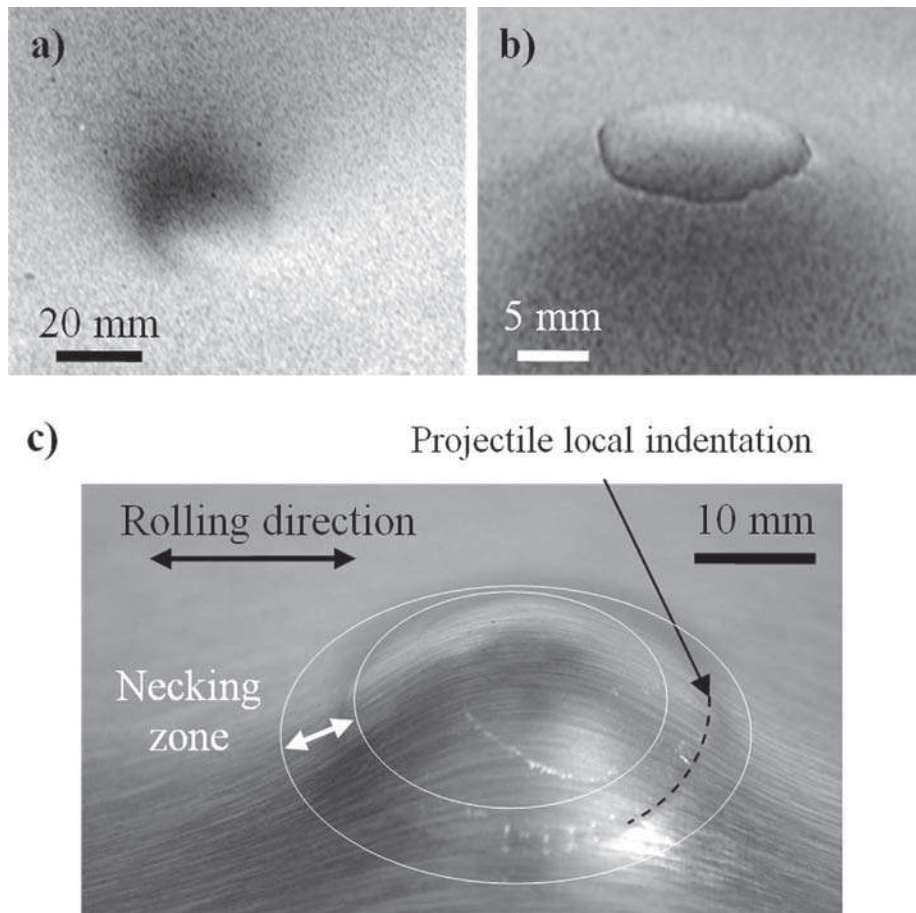 a)
20 mm
b)
5 mm
c)
Projectile local indentation
Rolling direction
10 mm
Necking
zone